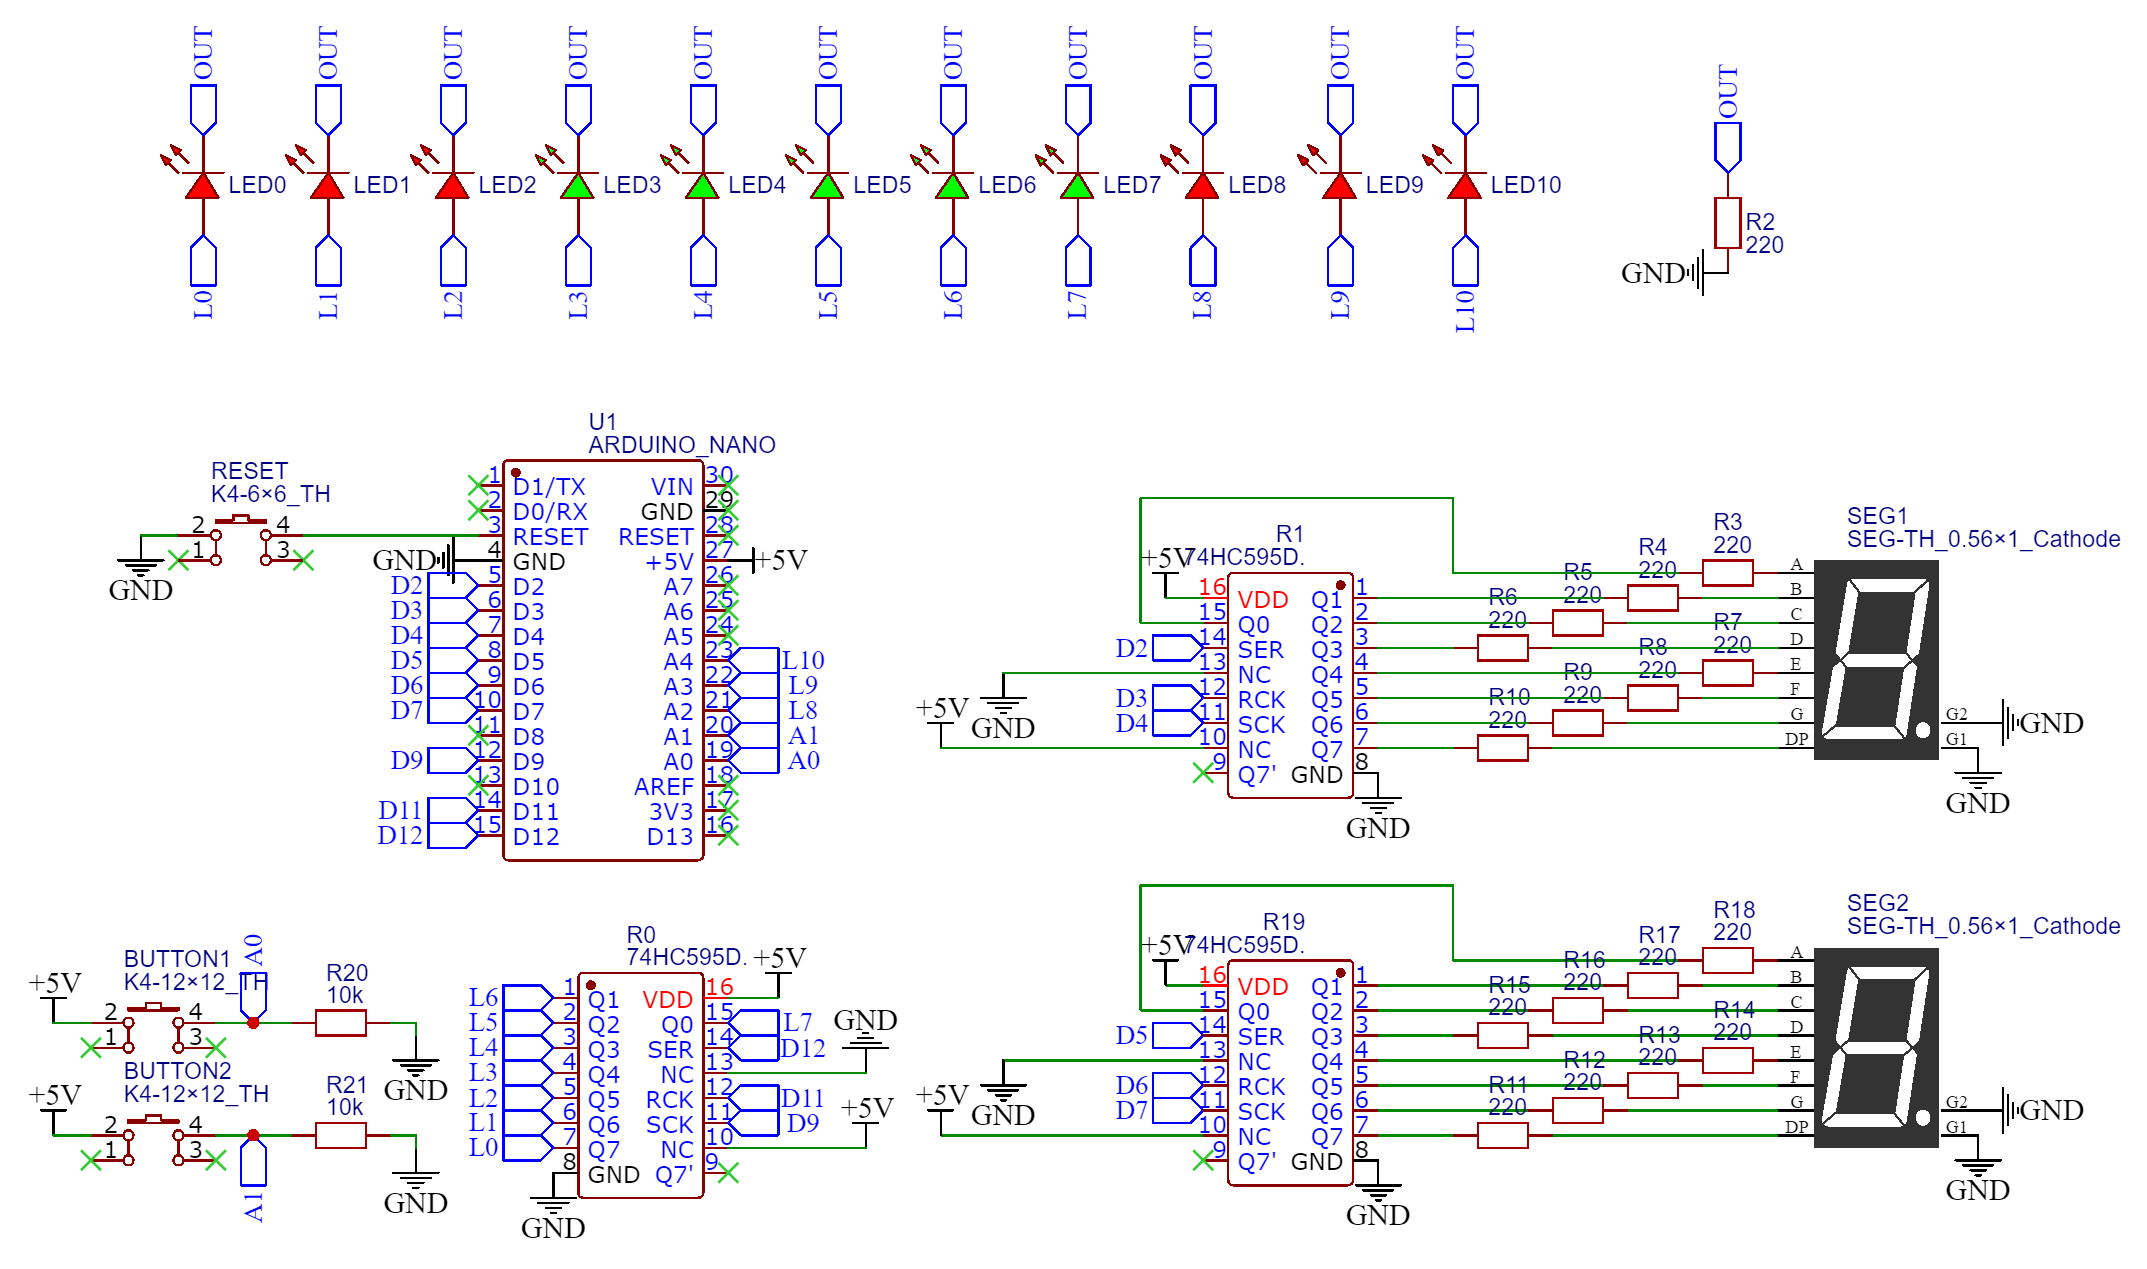 OUT OUT OUT OUT OUT OUT OUT OUT OUT OUT OUT
OUT
LED0 LED1 LED2 LED3 LED4 LED5 LED6 LED7 LED8 LED9 LED10
L0 L1 L2 L3 L4 L5 L6 L7 L8 L9 L10
R2
220
GND
RESET
K4-6×6_TH
2 4
1 3
GND
U1
ARDUINO_NANO
1 D1/TX VIN 30
2 D0/RX GND 29
3 RESET RESET 28
GND 4 GND +5V 27 +5V
D2 5 D2 A7 26
D3 6 D3 A6 25
D4 7 D4 A5 24
D5 8 D5 A4 23 L10
D6 9 D6 A3 22 L9
D7 10 D7 A2 21 L8
11 D8 A1 20 A1
D9 12 D9 A0 19 A0
13 D10 AREF 18
D11 14 D11 3V3 17
D12 15 D12 D13 16
R1
74HC595D.
+5V
16 VDD Q1 1
15 Q0 Q2 2
D2 14 SER Q3 3
13 NC Q4 4
GND
D3 12 RCK Q5 5
D4 11 SCK Q6 6
+5V
10 NC Q7 7
9 Q7' GND 8
GND
R3
220
R4
220
R5
220
R6
220
R7
220
R8
220
R9
220
R10
220
SEG1
SEG-TH_0.56×1_Cathode
A
B
C
D
E
F
G G2 GND
DP G1
GND
BUTTON1
K4-12×12_TH
+5V
2 4
1 3
A0
R20
10k
GND
BUTTON2
K4-12×12_TH
+5V
2 4
1 3
A1
R21
10k
GND
R0
74HC595D.
+5V
L6 1 Q1 VDD 16
L5 2 Q2 Q0 15 L7
L4 3 Q3 SER 14 D12
L3 4 Q4 NC 13
GND
L2 5 Q5 RCK 12 D11
L1 6 Q6 SCK 11 D9
L0 7 Q7 NC 10
+5V
8 GND Q7' 9
GND
R19
74HC595D.
+5V
16 VDD Q1 1
15 Q0 Q2 2
D5 14 SER Q3 3
13 NC Q4 4
GND
D6 12 RCK Q5 5
D7 11 SCK Q6 6
+5V
10 NC Q7 7
9 Q7' GND 8
GND
R18
220
R17
220
R16
220
R15
220
R14
220
R13
220
R12
220
R11
220
SEG2
SEG-TH_0.56×1_Cathode
A
B
C
D
E
F
G G2 GND
DP G1
GND